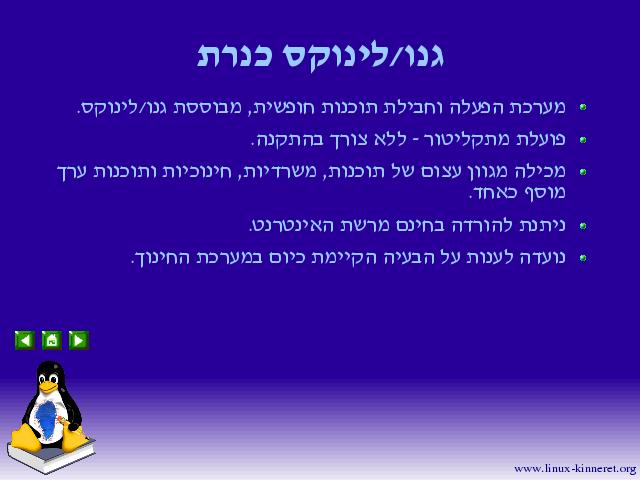 גנו/לינוקס כנרת
מערכת הפעלה וחבילת תוכנות חופשית, מבוססת גנו/לינוקס.
פועלת מתקליטור - ללא צורך בהתקנה.
מכילה מגוון עצום של תוכנות, משרדיות, חינוכיות ותוכנות ערך
מוסף כאחד.
ניתנת להורדה בחינם מרשת האינטרנט.
נועדה לענות על הבעיה הקיימת כיום במערכת החינוך.
www.linux-kinneret.org